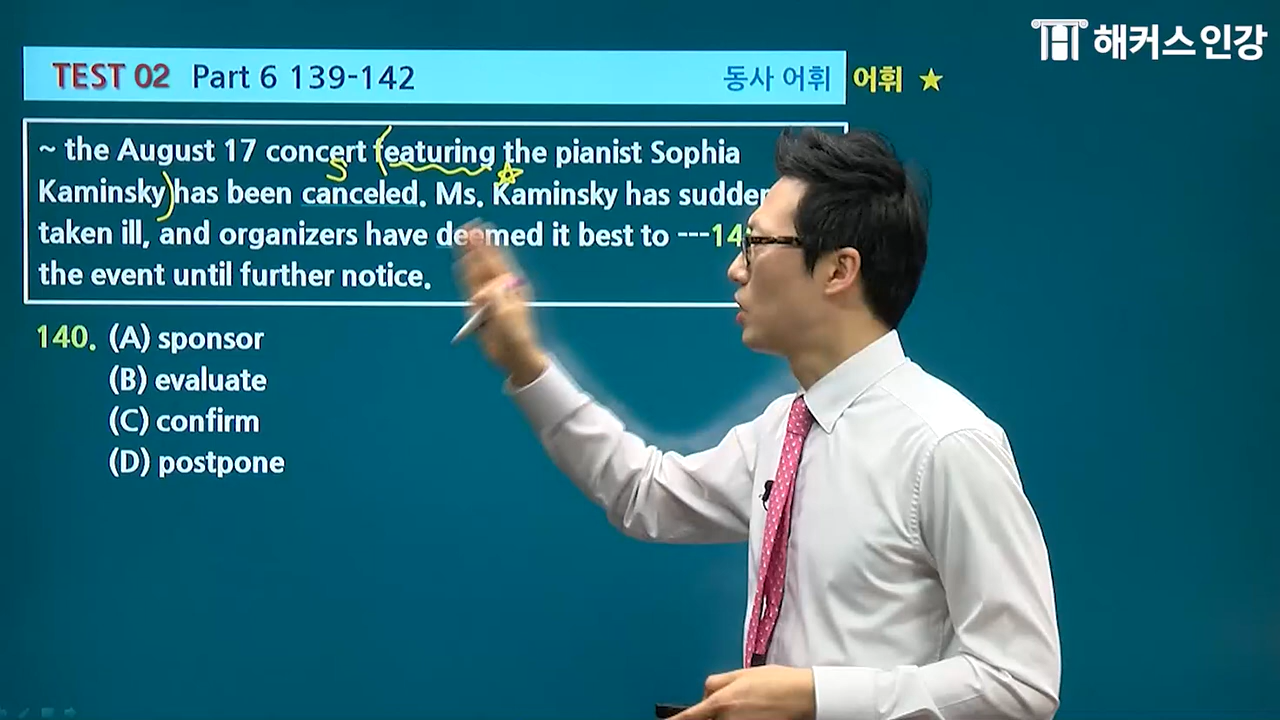 해커스인강
TEST 02 Part 6 139-142 동사 어휘 어휘 ★
~ the August 17 concert featuring the pianist Sophia
Kaminsky has been canceled. Ms. Kaminsky has
taken ill, and organizers have deemed it best to ---
the event until further notice.
140. (A) sponsor
(B) evaluate
(C) confirm
(D) postpone
S